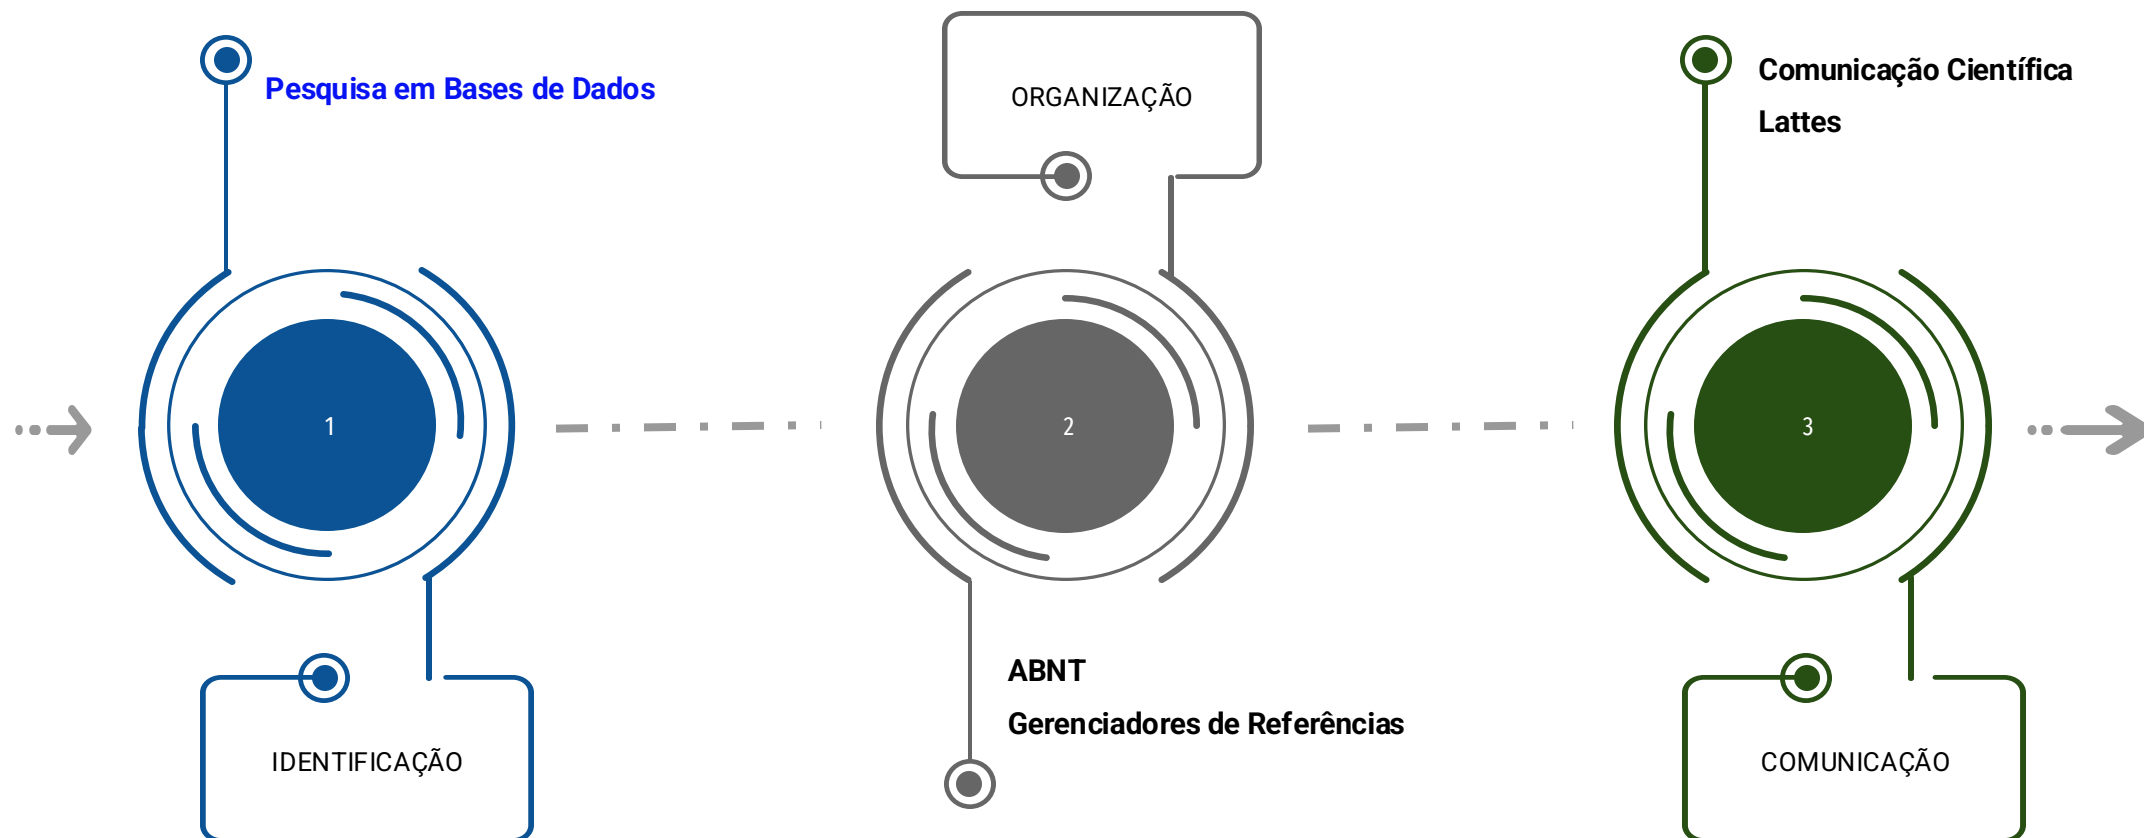 Pesquisa em Bases de Dados
1
IDENTIFICAÇÃO
ORGANIZAÇÃO
2
ABNT
Gerenciadores de Referências
Comunicação Científica
Lattes
3
COMUNICAÇÃO